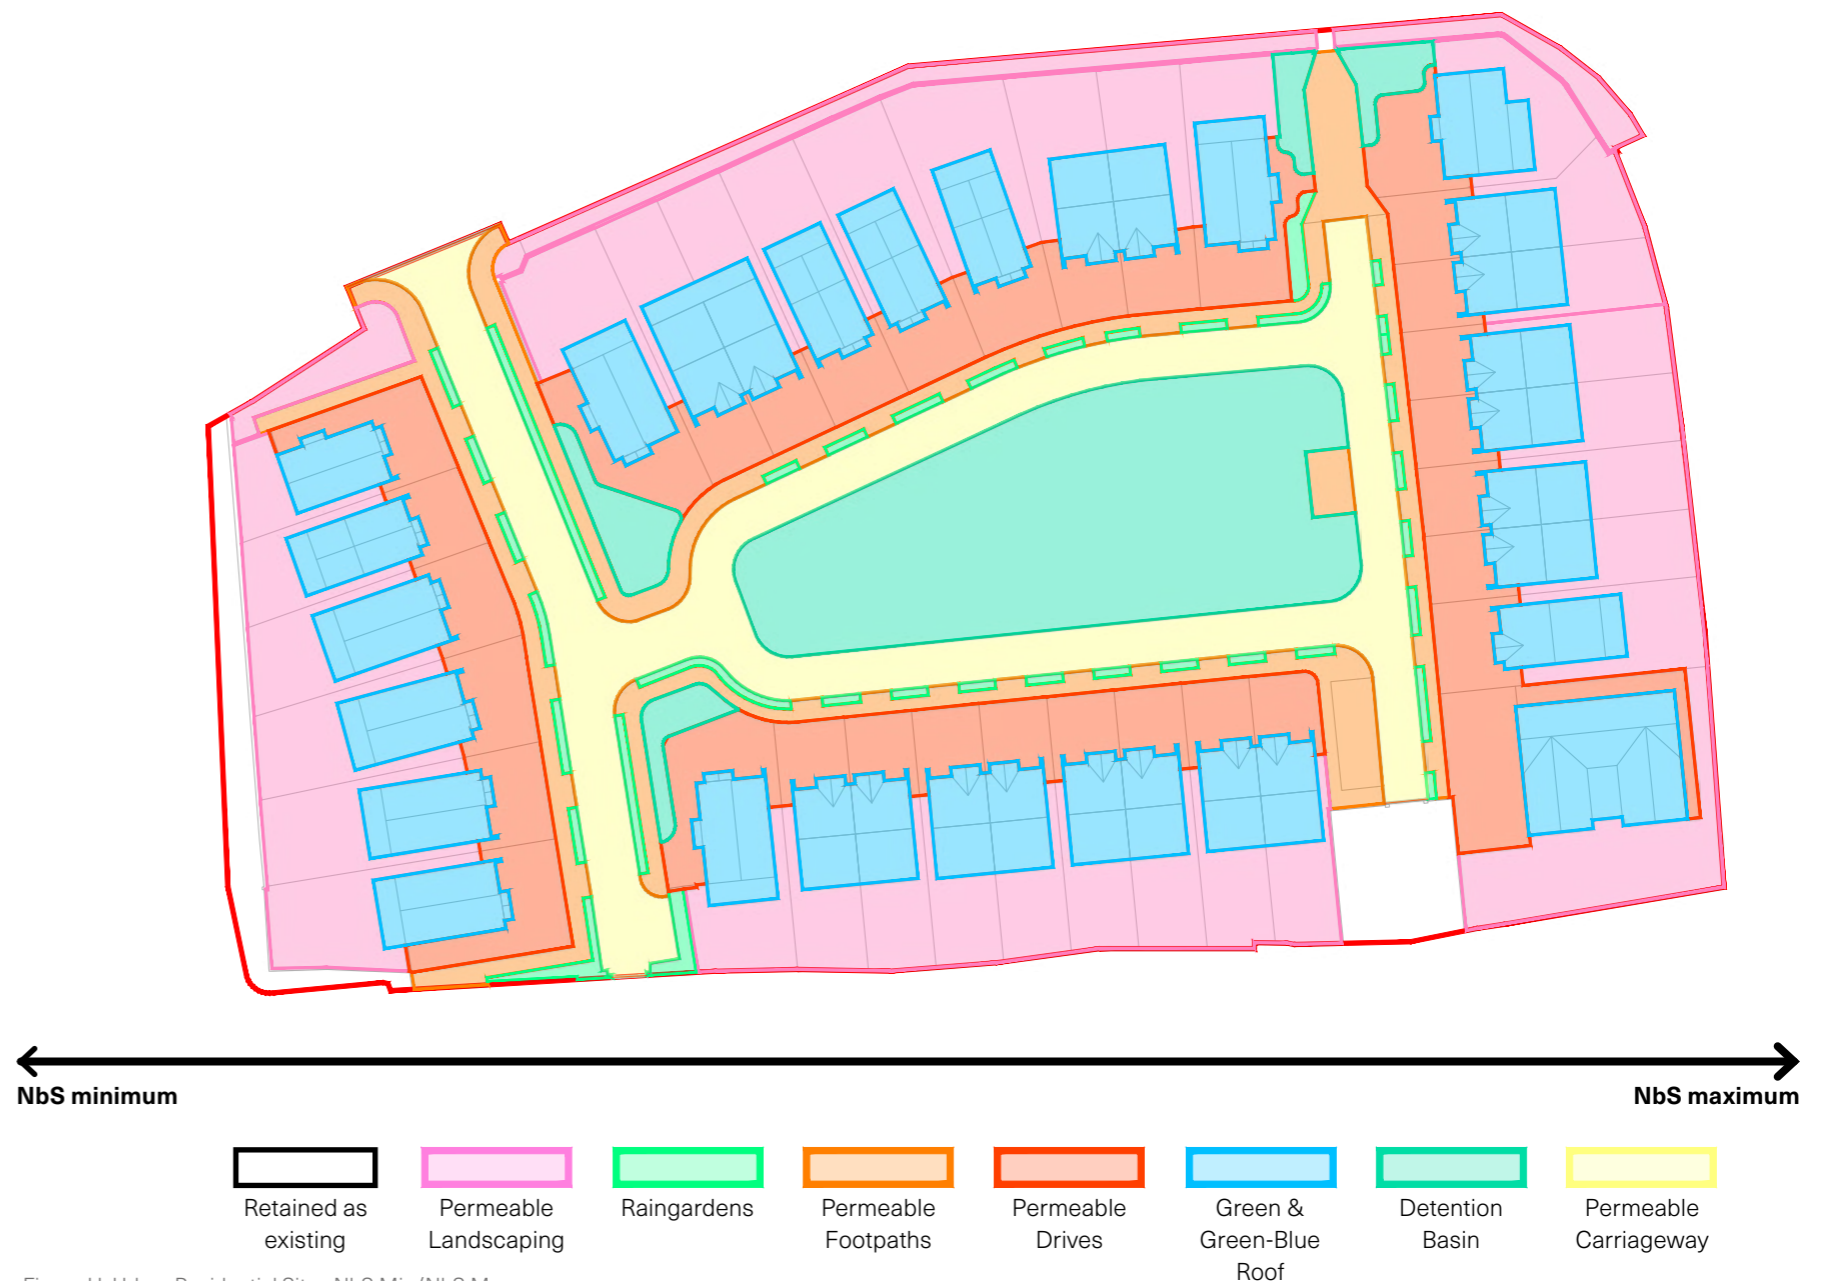 NbS minimum
NbS maximum
Retained as
existing
Permeable
Landscaping
Raingardens
Permeable
Footpaths
Permeable
Drives
Green &
Green-Blue
Roof
Detention
Basin
Permeable
Carriageway